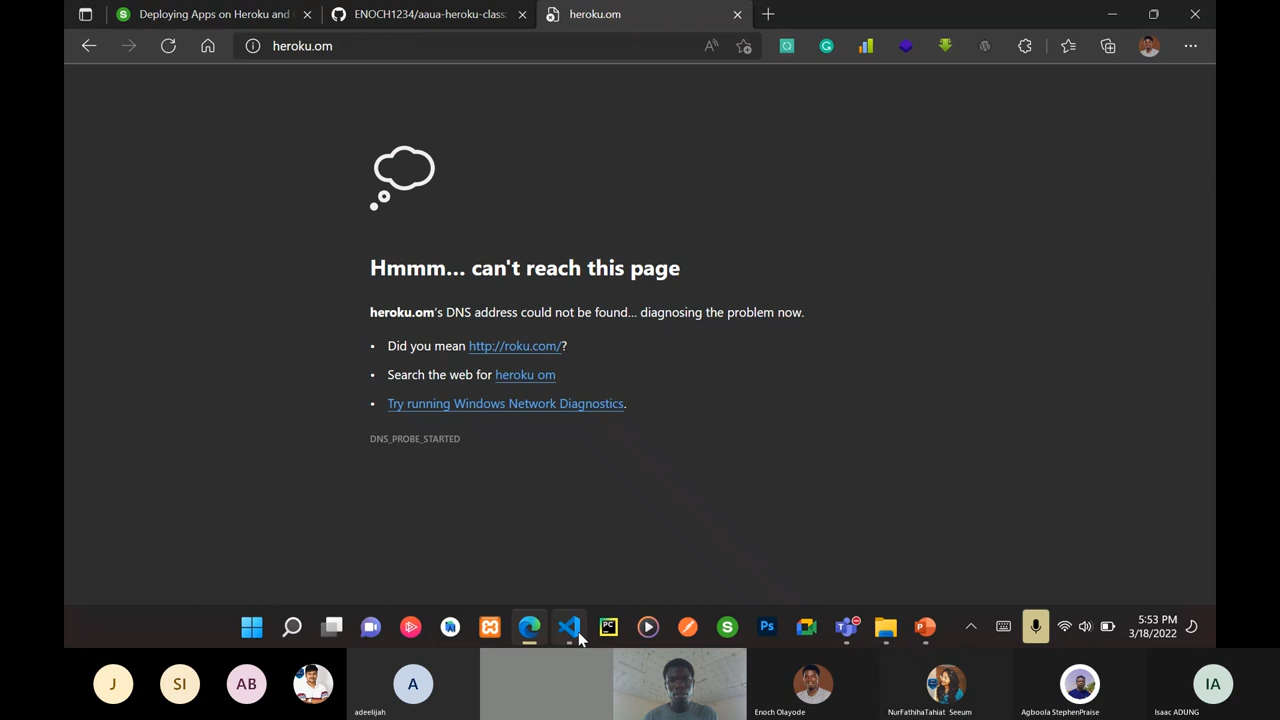 Deploying Apps on Heroku and
ENOCH1234/aaua-heroku-class
heroku.om
heroku.om
Hmmm... can't reach this page
heroku.om's DNS address could not be found... diagnosing the problem now.
• Did you mean http://roku.com/?
• Search the web for heroku om
• Try running Windows Network Diagnostics.
DNS_PROBE_STARTED
PC
Ps
5:53 PM
3/18/2022
J
SI
AB
A
IA
adeelijah
Enoch Olayode
NurFathihaTahiat Seeum
Agboola StephenPraise
Isaac ADUNG